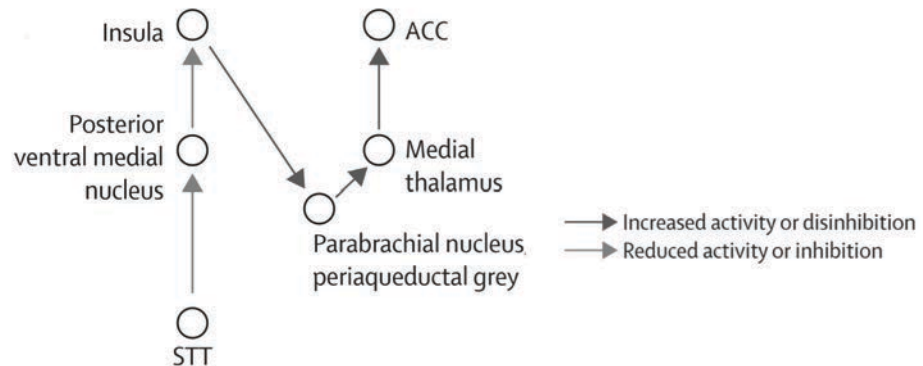 Insula
ACC
Posterior
ventral medial
nucleus
Medial
thalamus
Parabrachial nucleus,
periaqueductal grey
Increased activity or disinhibition
Reduced activity or inhibition
STT